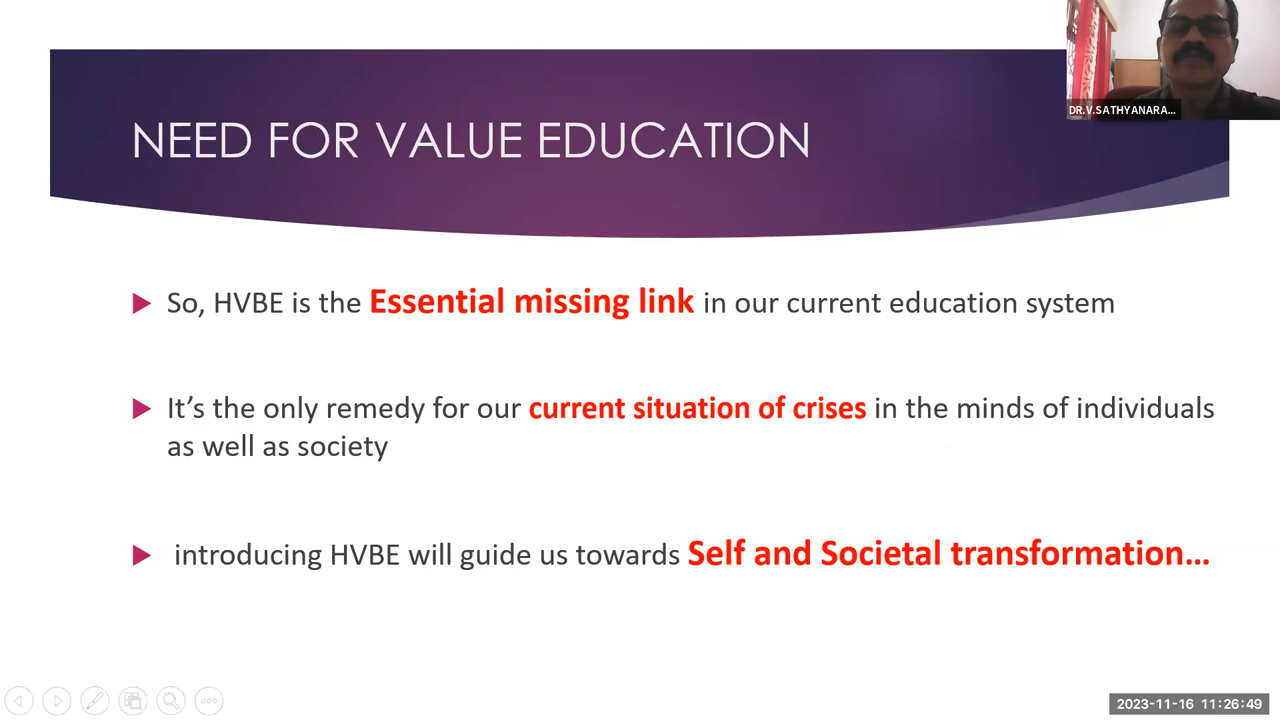 DR.V.SATHYANARA...
NEED FOR VALUE EDUCATION
So, HVBE is the Essential missing link in our current education system
It’s the only remedy for our current situation of crises in the minds of individuals
as well as society
introducing HVBE will guide us towards Self and Societal transformation...
2023-11-16 11:26:49